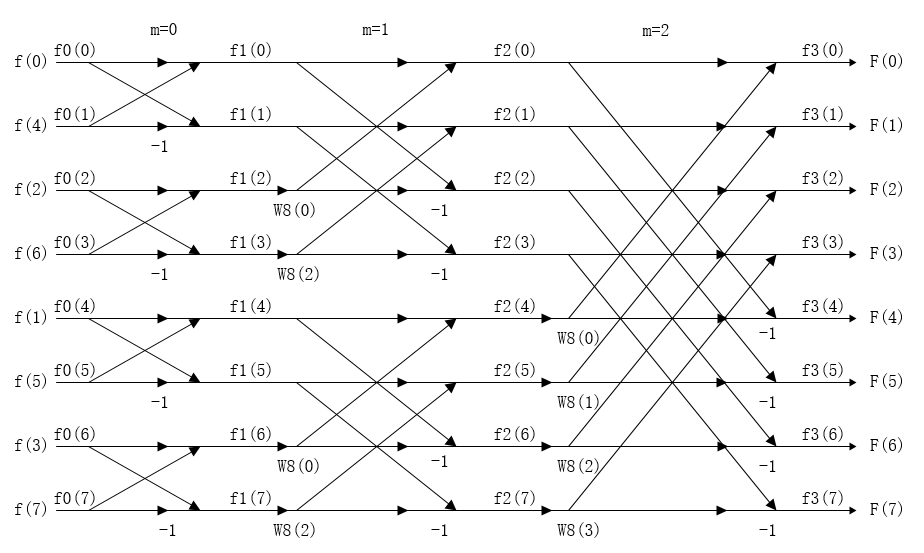 m=0 m=1 m=2
f(0) f0(0) f1(0) f2(0) f3(0) F(0)
f(4) f0(1) f1(1) f2(1) f3(1) F(1)
-1
f(2) f0(2) f1(2) f2(2) f3(2) F(2)
W8(0) -1
f(6) f0(3) f1(3) f2(3) f3(3) F(3)
-1 W8(2) -1
f(1) f0(4) f1(4) f2(4) f3(4) F(4)
W8(0) -1
f(5) f0(5) f1(5) f2(5) f3(5) F(5)
-1 W8(1) -1
f(3) f0(6) f1(6) f2(6) f3(6) F(6)
W8(0) -1 W8(2) -1
f(7) f0(7) f1(7) f2(7) f3(7) F(7)
-1 W8(2) -1 W8(3) -1